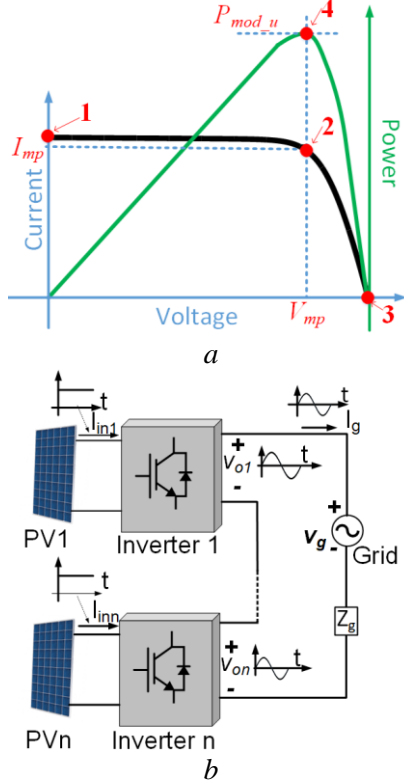 P_mod_u
4
1
2
I_mp
Current
Power
Voltage
V_mp
3
a
t
I_in1
PV1
Inverter 1
+
v_o1
-
t
t
I_g
+
v_g
-
Grid
Z_g
t
I_inn
PVn
Inverter n
+
v_on
-
t
b